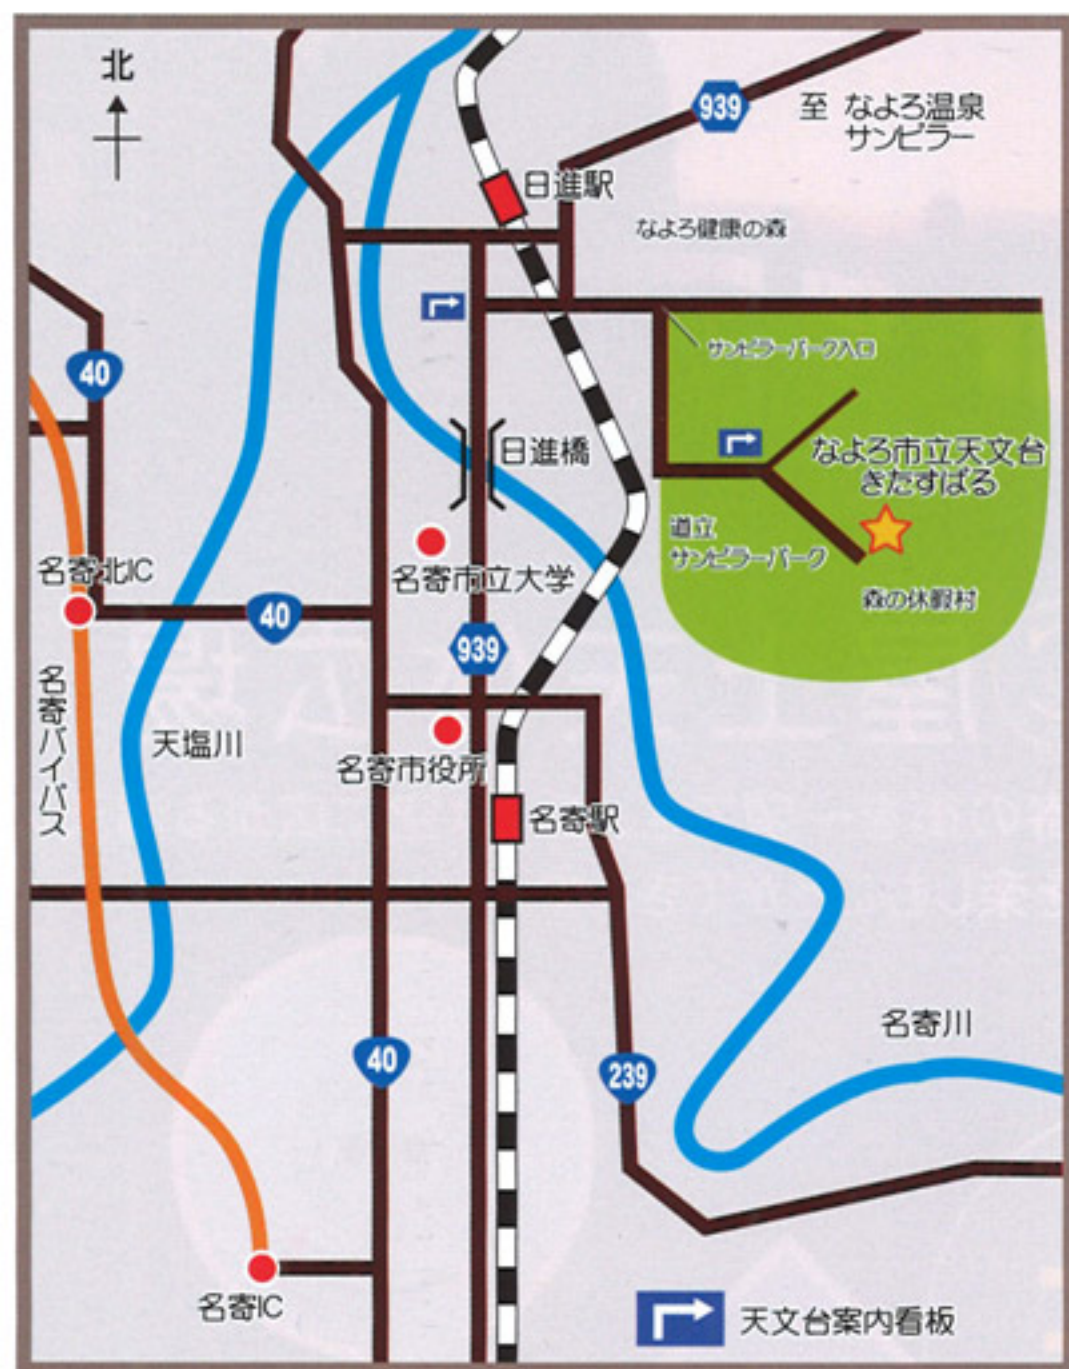 北
939
至 なよろ温泉
サンピラー
日進駅
なよろ健康の森
サンピラーパーク入口
40
日進橋
なよろ市立天文台
きたすばる
道立
サンピラーパーク
森の休暇村
名寄北IC
名寄市立大学
40
939
名寄バイパス
天塩川
名寄市役所
名寄駅
名寄川
40
239
名寄IC
天文台案内看板